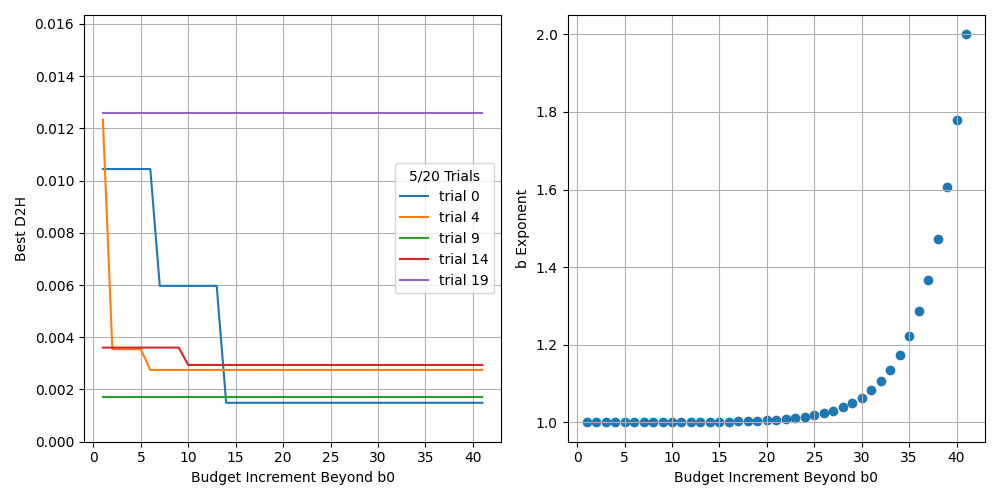 0.016
0.014
0.012
0.010
0.008
0.006
0.004
0.002
0.000
Best D2H
0 5 10 15 20 25 30 35 40
Budget Increment Beyond b0
5/20 Trials
trial 0
trial 4
trial 9
trial 14
trial 19
2.0
1.8
1.6
1.4
1.2
1.0
b Exponent
0 5 10 15 20 25 30 35 40
Budget Increment Beyond b0